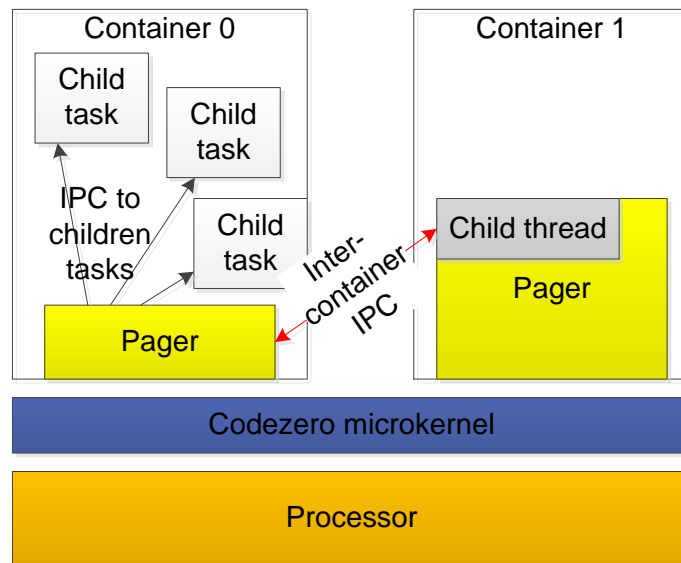 Container 0
Container 1
Child
task
Child
task
IPC to
children
tasks
Child
task
Inter-
container
IPC
Child thread
Pager
Pager
Codezero microkernel
Processor